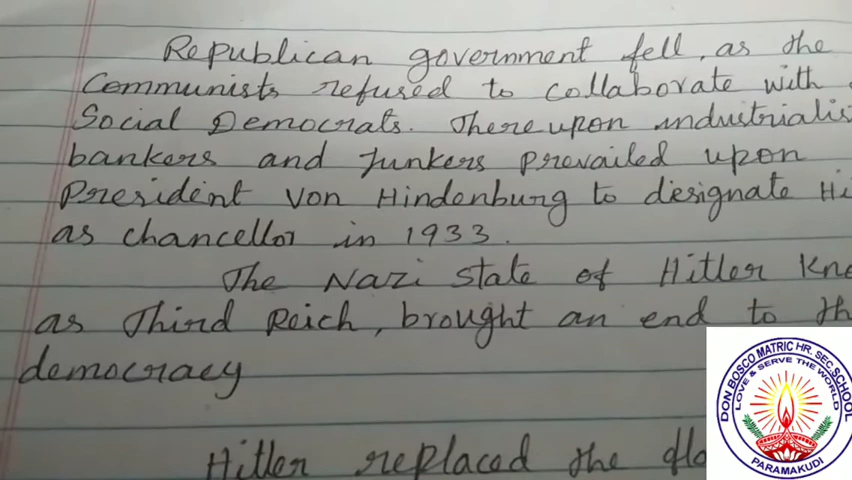 Republican government fell, as the
Communists refused to collaborate with
Social Democrats. Thereupon industrialis
bankers and Junkers prevailed upon
President Von Hindenburg to designate Hi
as chancellor in 1933.
The Nazi state of Hitler Kno
as Third Reich, brought an end to th
democracy
Hitler replaced the fla
DON BOSCO MATRIC HR. SEC. SCHOOL
LOVE & SERVE THE WORLD
PARAMAKUDI